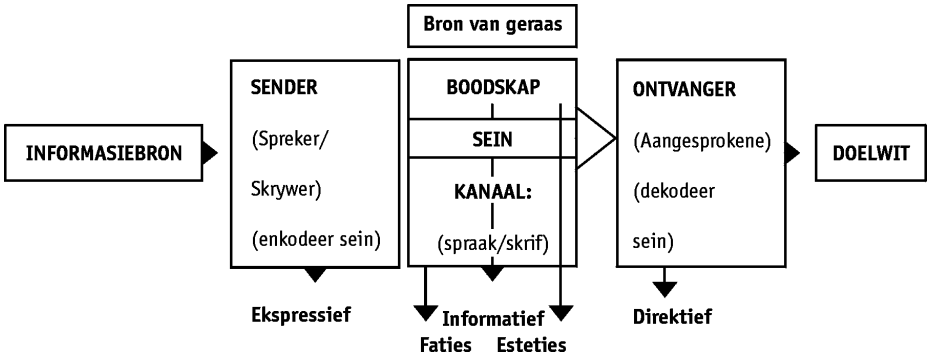 Bron van geraas
INFORMASIEBRON
SENDER
(Spreker/
Skrywer)
(enkodeer sein)
BOODSKAP
SEIN
KANAAL:
(spraak/skrif)
ONTVANGER
(Aangesprokene)
(dekodeer
sein)
DOELWIT
Ekspressief
Informatief
Faties
Esteties
Direktief